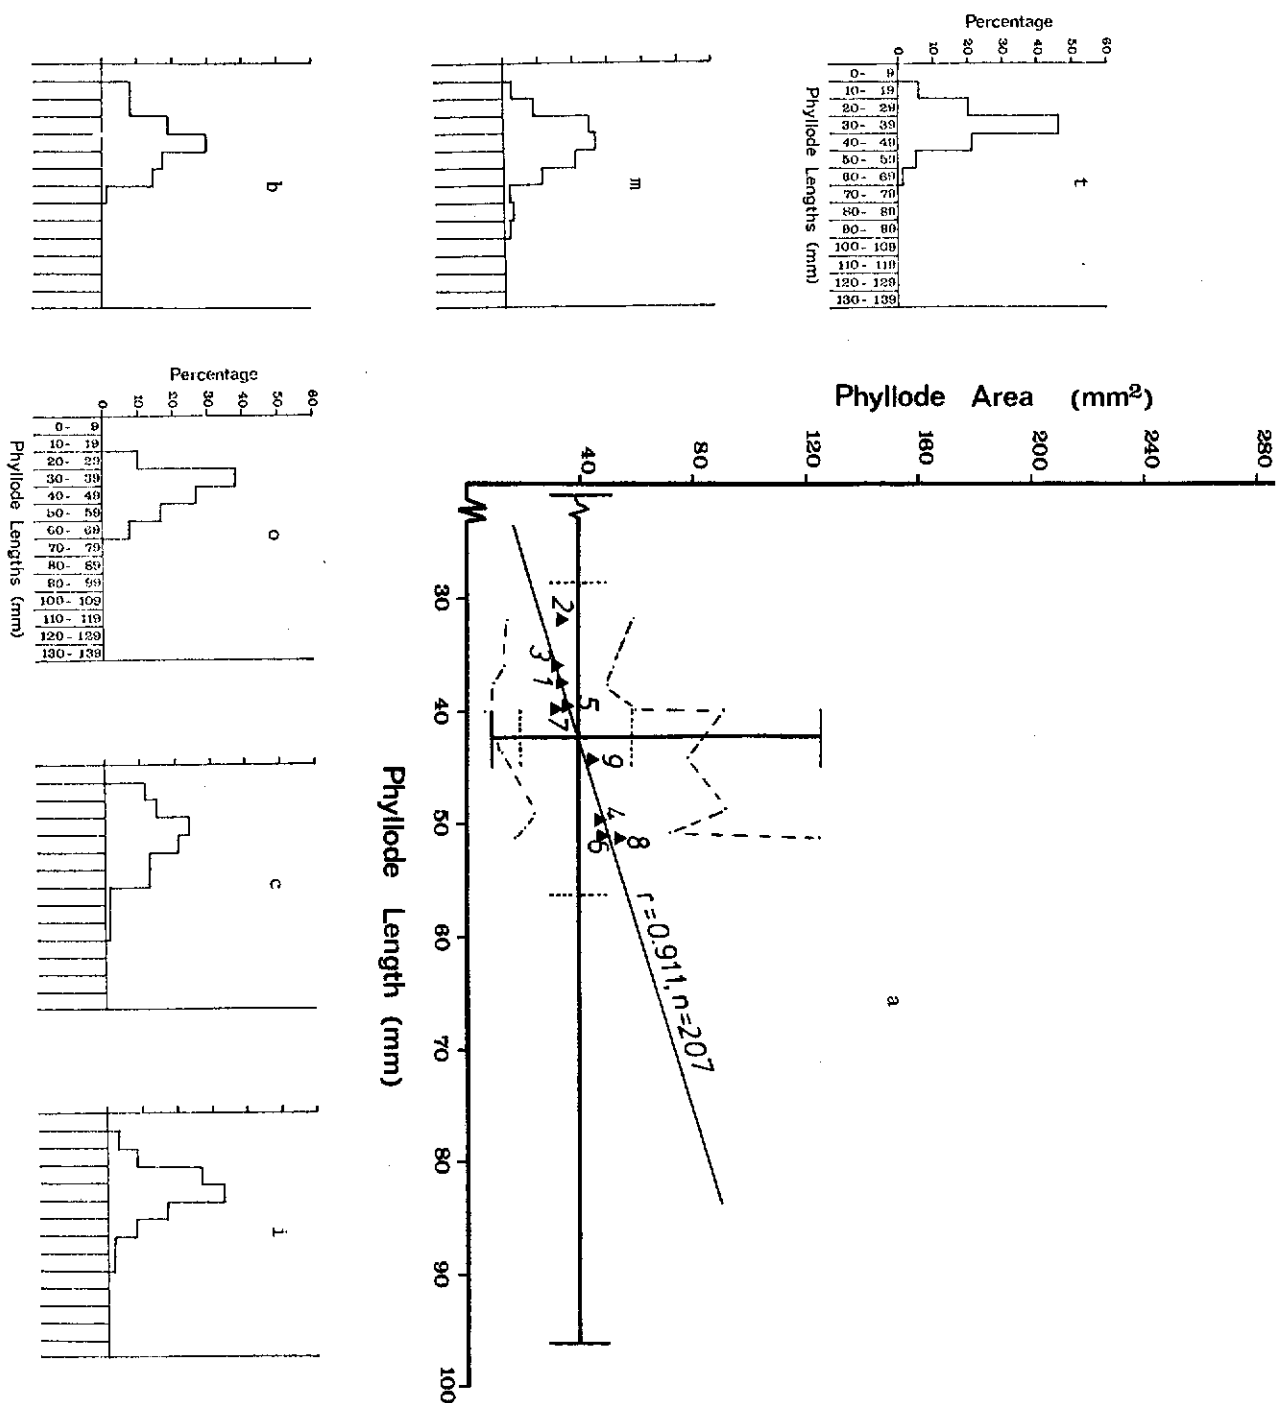 Percentage
0 10 20 30 40 50 60
0- 9
10- 19
20- 29
30- 39
40- 49
50- 59
60- 69
70- 79
80- 89
90- 99
100- 109
110- 119
120- 129
130- 139
Phyllode Lengths (mm)
t
m
b
Phyllode Area (mm²)
40 80 120 160 200 240 280
30 40 50 60 70 80 90 100
Phyllode Length (mm)
2 3 1 5 7 9 4 6 8
r=0.911, n=207
a
Percentage
0 10 20 30 40 50 60
0- 9
10- 19
20- 29
30- 39
40- 49
50- 59
60- 69
70- 79
80- 89
90- 99
100- 109
110- 119
120- 129
130- 139
Phyllode Lengths (mm)
o
c
i